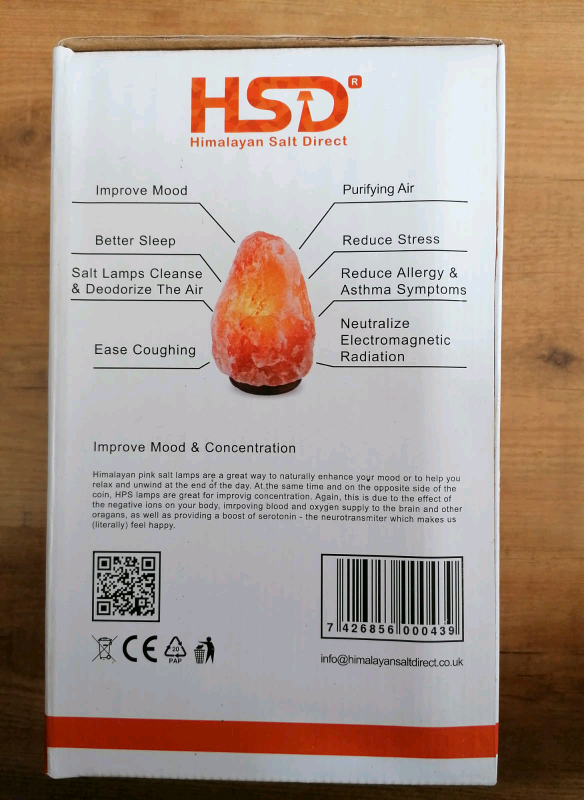 HSD®
Himalayan Salt Direct
Improve Mood
Purifying Air
Better Sleep
Reduce Stress
Salt Lamps Cleanse
& Deodorize The Air
Reduce Allergy &
Asthma Symptoms
Ease Coughing
Neutralize
Electromagnetic
Radiation
Improve Mood & Concentration
Himalayan pink salt lamps are a great way to naturally enhance your mood or to help you
relax and unwind at the end of the day. At the same time and on the opposite side of the
coin, HPS lamps are great for improvig concentration. Again, this is due to the effect of
the negative ions on your body, imrpoving blood and oxygen supply to the brain and other
oragans, as well as providing a boost of serotonin - the neurotransmiter which makes us
(literally) feel happy.
7 426856 000439
CE
20
PAP
info@himalayansaltdirect.co.uk